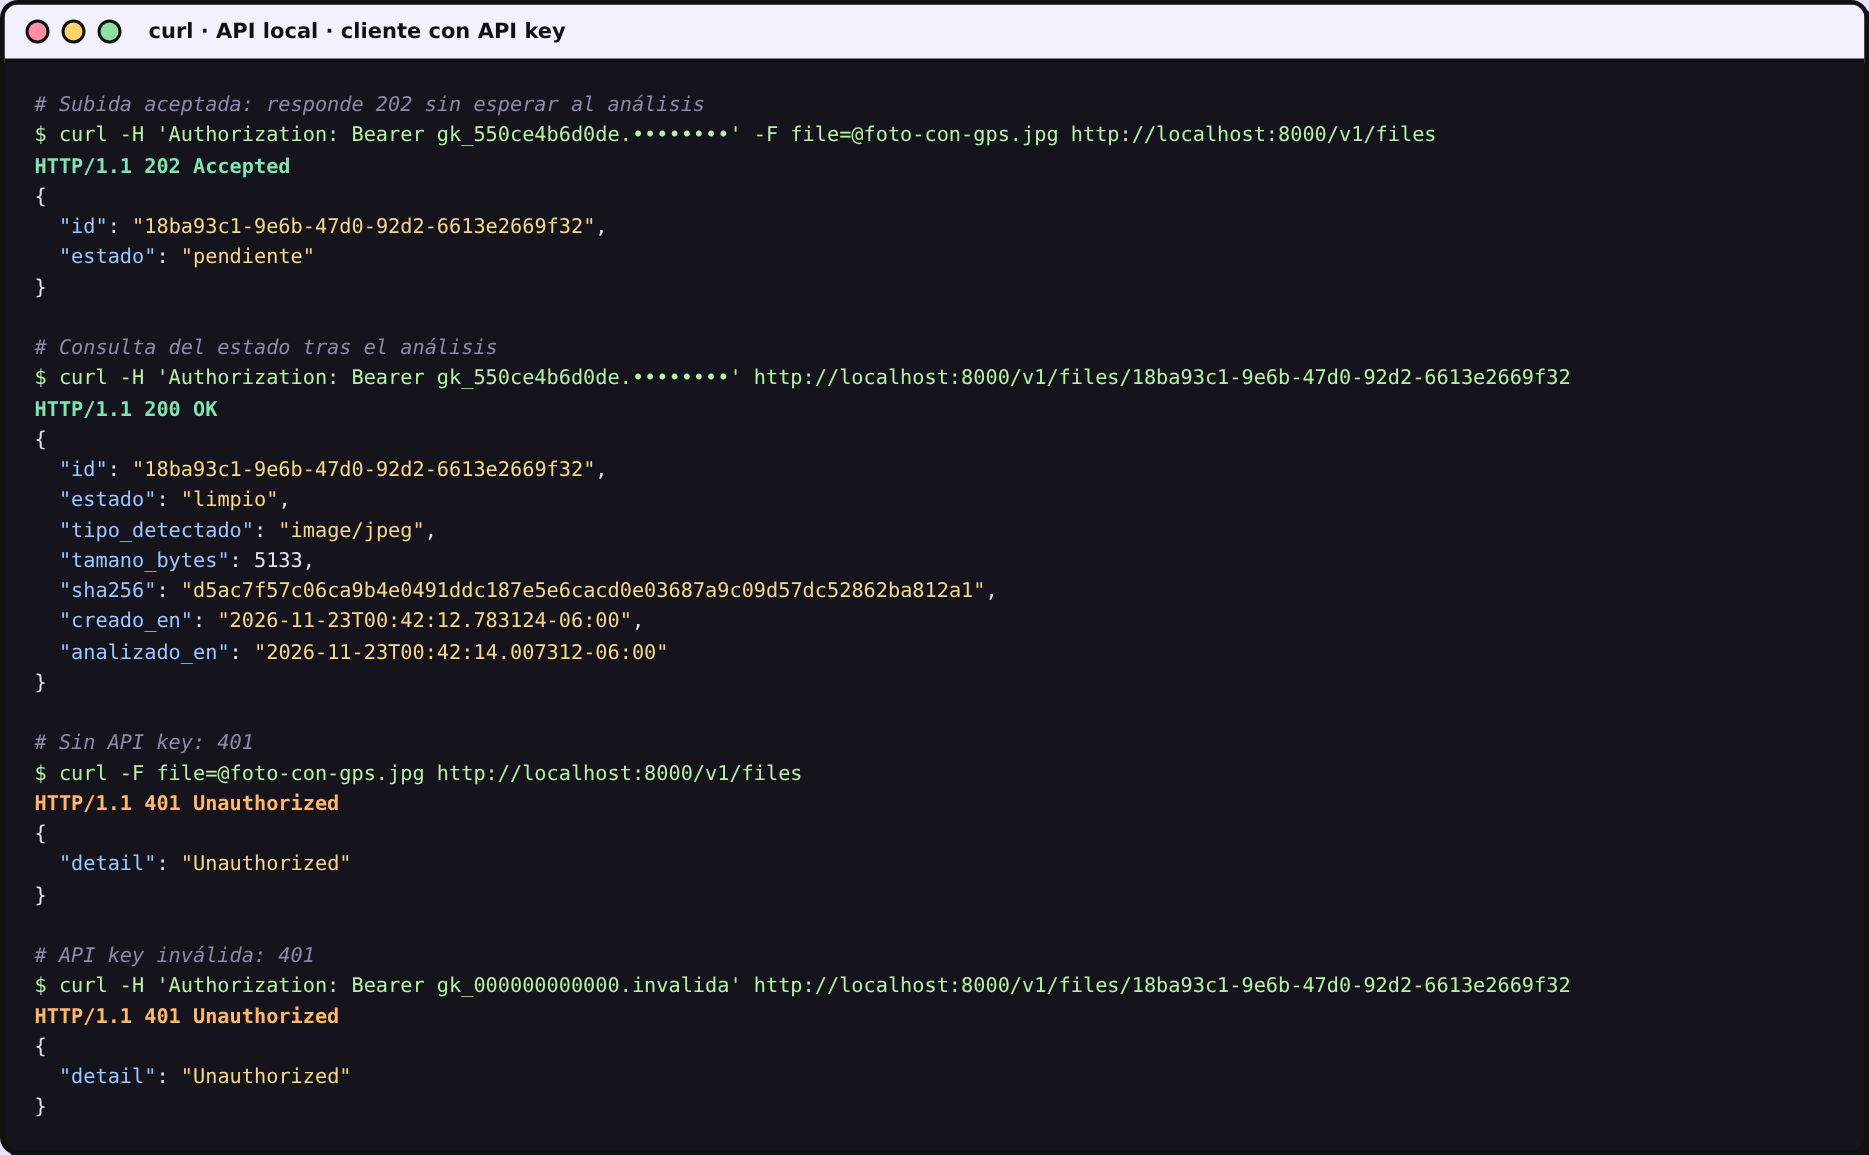 curl · API local · cliente con API key
# Subida aceptada: responde 202 sin esperar al análisis
$ curl -H 'Authorization: Bearer gk_550ce4b6d0de.••••••••' -F file=@foto-con-gps.jpg http://localhost:8000/v1/files
HTTP/1.1 202 Accepted
{
  "id": "18ba93c1-9e6b-47d0-92d2-6613e2669f32",
  "estado": "pendiente"
}
# Consulta del estado tras el análisis
$ curl -H 'Authorization: Bearer gk_550ce4b6d0de.••••••••' http://localhost:8000/v1/files/18ba93c1-9e6b-47d0-92d2-6613e2669f32
HTTP/1.1 200 OK
{
  "id": "18ba93c1-9e6b-47d0-92d2-6613e2669f32",
  "estado": "limpio",
  "tipo_detectado": "image/jpeg",
  "tamano_bytes": 5133,
  "sha256": "d5ac7f57c06ca9b4e0491ddc187e5e6cacd0e03687a9c09d57dc52862ba812a1",
  "creado_en": "2026-11-23T00:42:12.783124-06:00",
  "analizado_en": "2026-11-23T00:42:14.007312-06:00"
}
# Sin API key: 401
$ curl -F file=@foto-con-gps.jpg http://localhost:8000/v1/files
HTTP/1.1 401 Unauthorized
{
  "detail": "Unauthorized"
}
# API key inválida: 401
$ curl -H 'Authorization: Bearer gk_000000000000.invalida' http://localhost:8000/v1/files/18ba93c1-9e6b-47d0-92d2-6613e2669f32
HTTP/1.1 401 Unauthorized
{
  "detail": "Unauthorized"
}